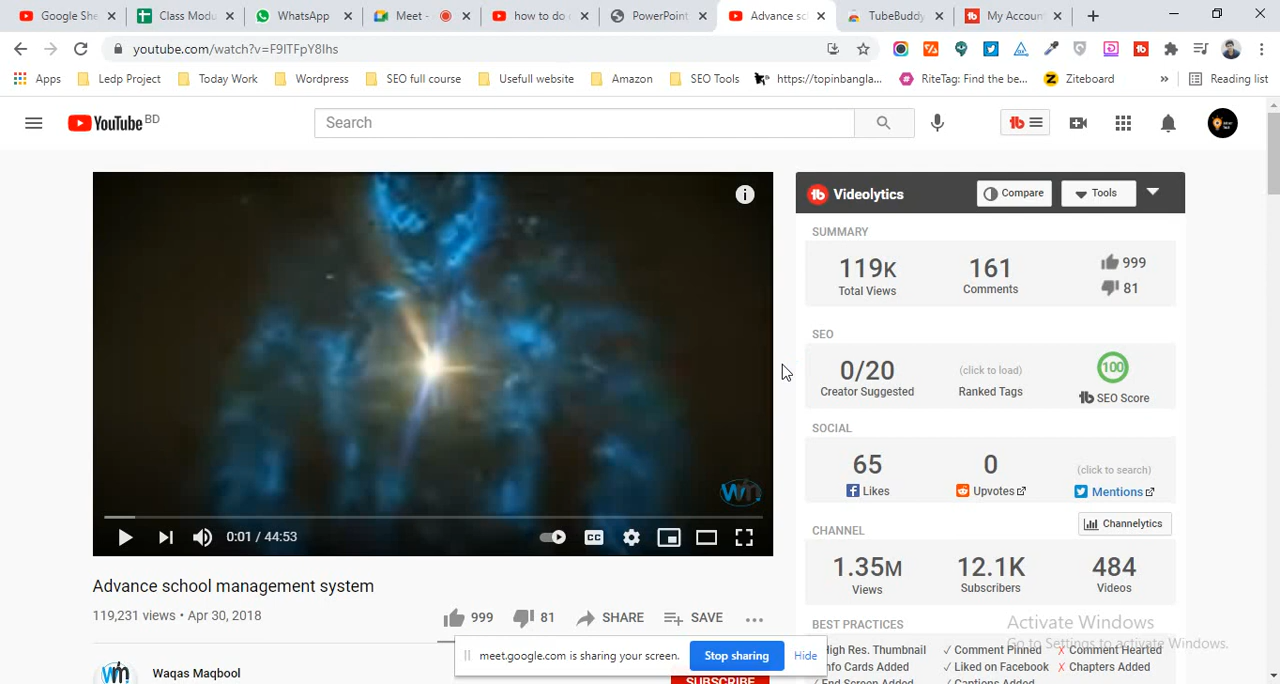 Google She
Class Modu
WhatsApp
Meet -
how to do
PowerPoint
Advance sc
TubeBuddy
My Accoun
youtube.com/watch?v=F9ITFpY8Ihs
Apps
Ledp Project
Today Work
Wordpress
SEO full course
Usefull website
Amazon
SEO Tools
https://topinbangla...
RiteTag: Find the be...
Ziteboard
»
Reading list
YouTube BD
Search
Videolytics
Compare
Tools
SUMMARY
119K
161
999
Total Views
Comments
81
SEO
0/20
(click to load)
100
Creator Suggested
Ranked Tags
SEO Score
SOCIAL
65
0
(click to search)
Likes
Upvotes
Mentions
CHANNEL
Channelytics
1.35M
12.1K
484
Views
Subscribers
Videos
BEST PRACTICES
High Res. Thumbnail
✓ Comment Pinned
✗ Comment Hearted
Info Cards Added
✓ Liked on Facebook
✗ Chapters Added
End Screen Added
Captions Added
0:01 / 44:53
CC
Advance school management system
119,231 views • Apr 30, 2018
999
81
SHARE
SAVE
meet.google.com is sharing your screen.
Stop sharing
Hide
Waqas Maqbool
SUBSCRIBE
Activate Windows
Go to Settings to activate Windows.